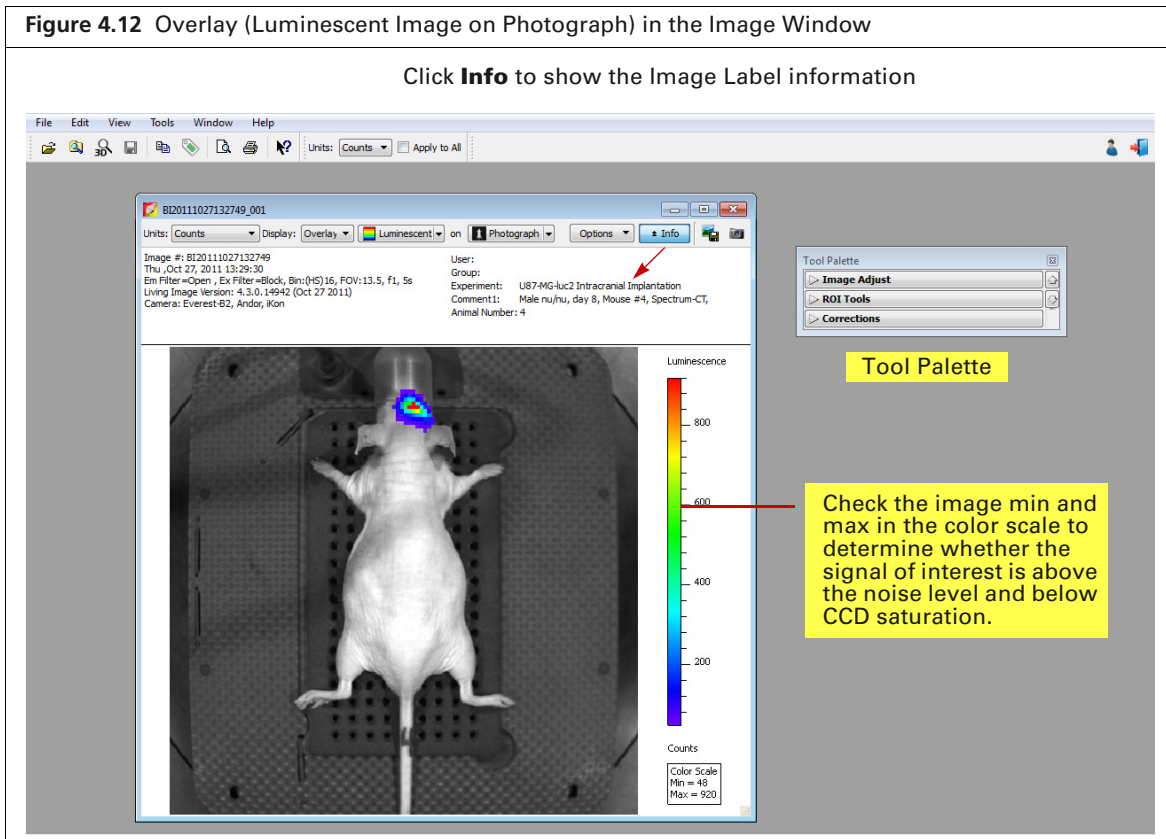 Figure 4.12 Overlay (Luminescent Image on Photograph) in the Image Window
Click Info to show the Image Label information
File Edit View Tools Window Help
3D Units: Counts Apply to All
BI20111027132749_001
Units: Counts Display: Overlay Luminescent on Photograph Options Info
Image #: BI20111027132749
Thu ,Oct 27, 2011 13:29:30
Em Filter=Open , Ex Filter=Block, Bin:(HS)16, FOV:13.5, f1, 5s
Living Image Version: 4.3.0.14942 (Oct 27 2011)
Camera: Everest-B2, Andor, iKon
User:
Group:
Experiment: U87-MG-luc2 Intracranial Implantation
Comment1: Male nu/nu, day 8, Mouse #4, Spectrum-CT,
Animal Number: 4
Tool Palette
Image Adjust
ROI Tools
Corrections
Tool Palette
Luminescence
800
600
400
200
Counts
Color Scale
Min = 48
Max = 920
Check the image min and
max in the color scale to
determine whether the
signal of interest is above
the noise level and below
CCD saturation.